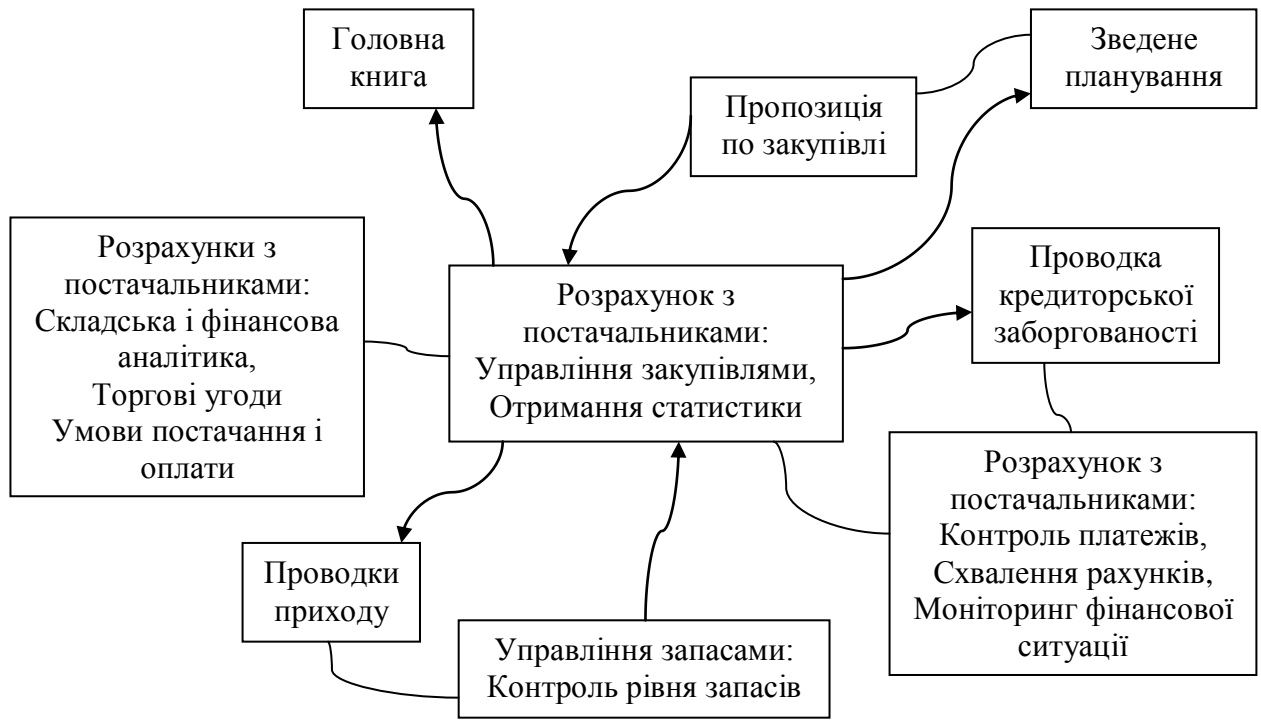 Головна
книга
Зведене
планування
Пропозиція
по закупівлі
Розрахунки з
постачальниками:
Складська і фінансова
аналітика,
Торгові угоди
Умови постачання і
оплати
Розрахунок з
постачальниками:
Управління закупівлями,
Отримання статистики
Проводка
кредиторської
заборгованості
Розрахунок з
постачальниками:
Контроль платежів,
Схвалення рахунків,
Моніторинг фінансової
ситуації
Проводки
приходу
Управління запасами:
Контроль рівня запасів